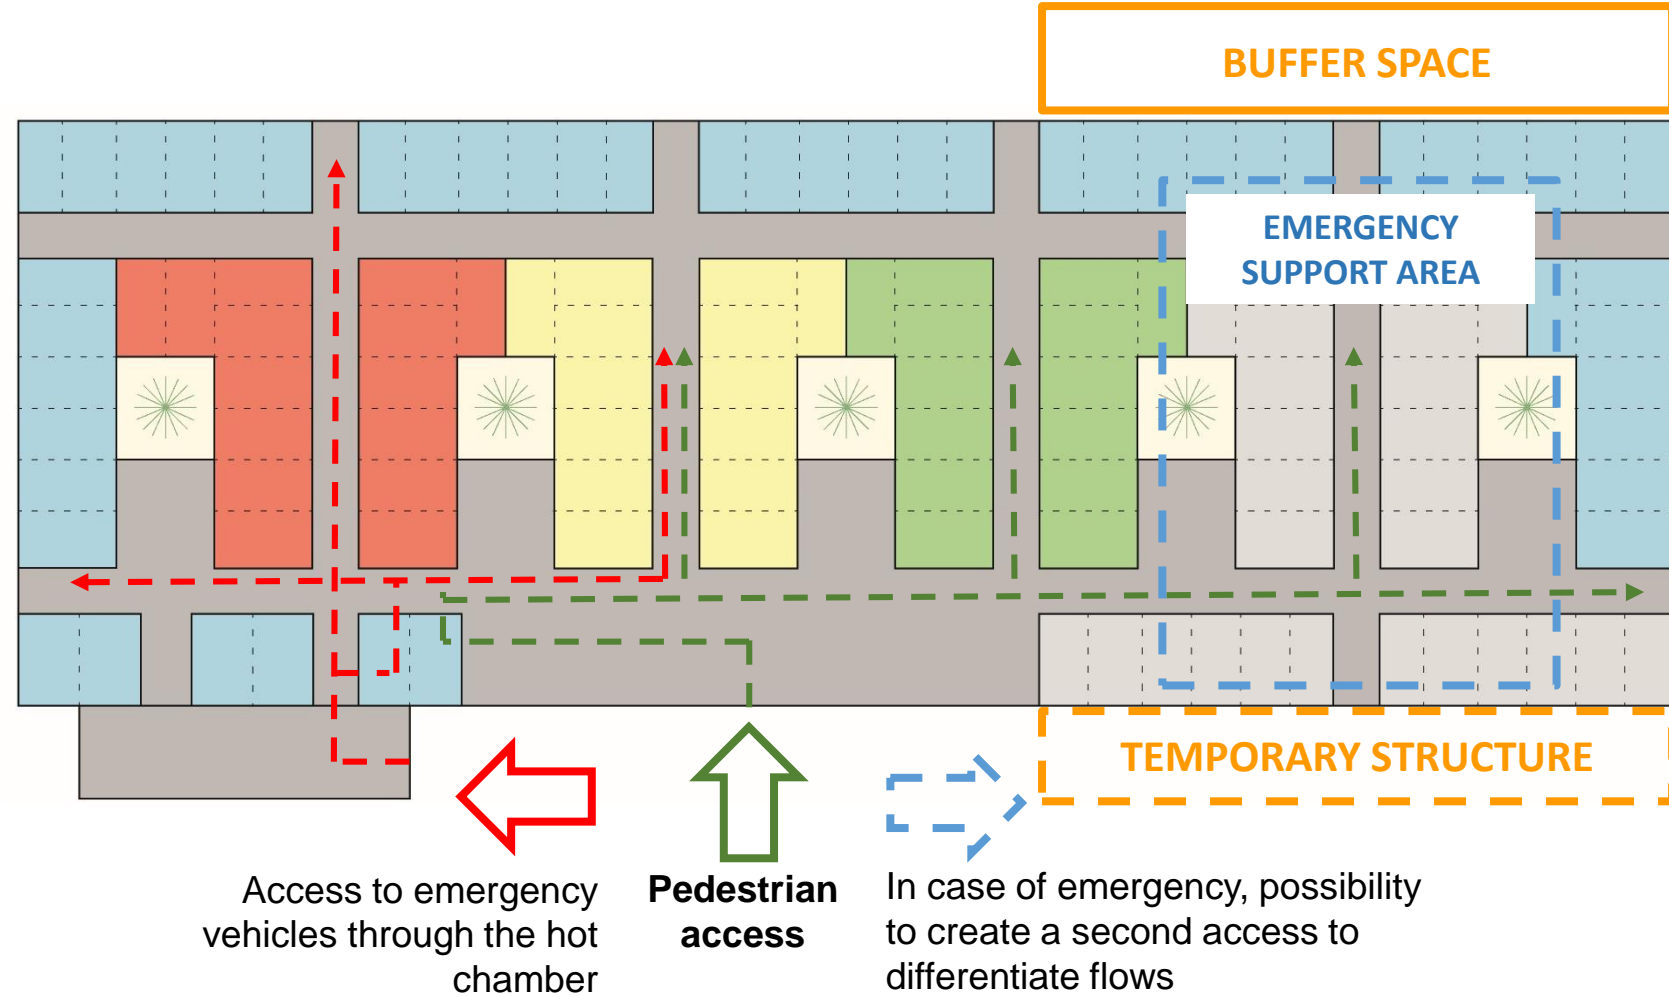 BUFFER SPACE
EMERGENCY
SUPPORT AREA
TEMPORARY STRUCTURE
Access to emergency
vehicles through the hot
chamber
Pedestrian
access
In case of emergency, possibility
to create a second access to
differentiate flows